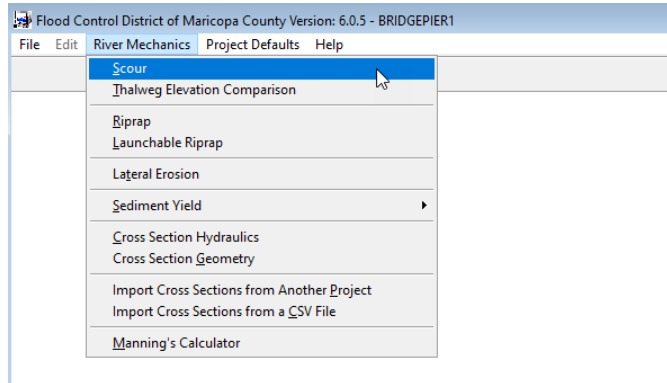 Flood Control District of Maricopa County Version: 6.0.5 - BRIDGEPIER1
File Edit River Mechanics Project Defaults Help
Scour
Thalweg Elevation Comparison
Riprap
Launchable Riprap
Lateral Erosion
Sediment Yield
Cross Section Hydraulics
Cross Section Geometry
Import Cross Sections from Another Project
Import Cross Sections from a CSV File
Manning's Calculator